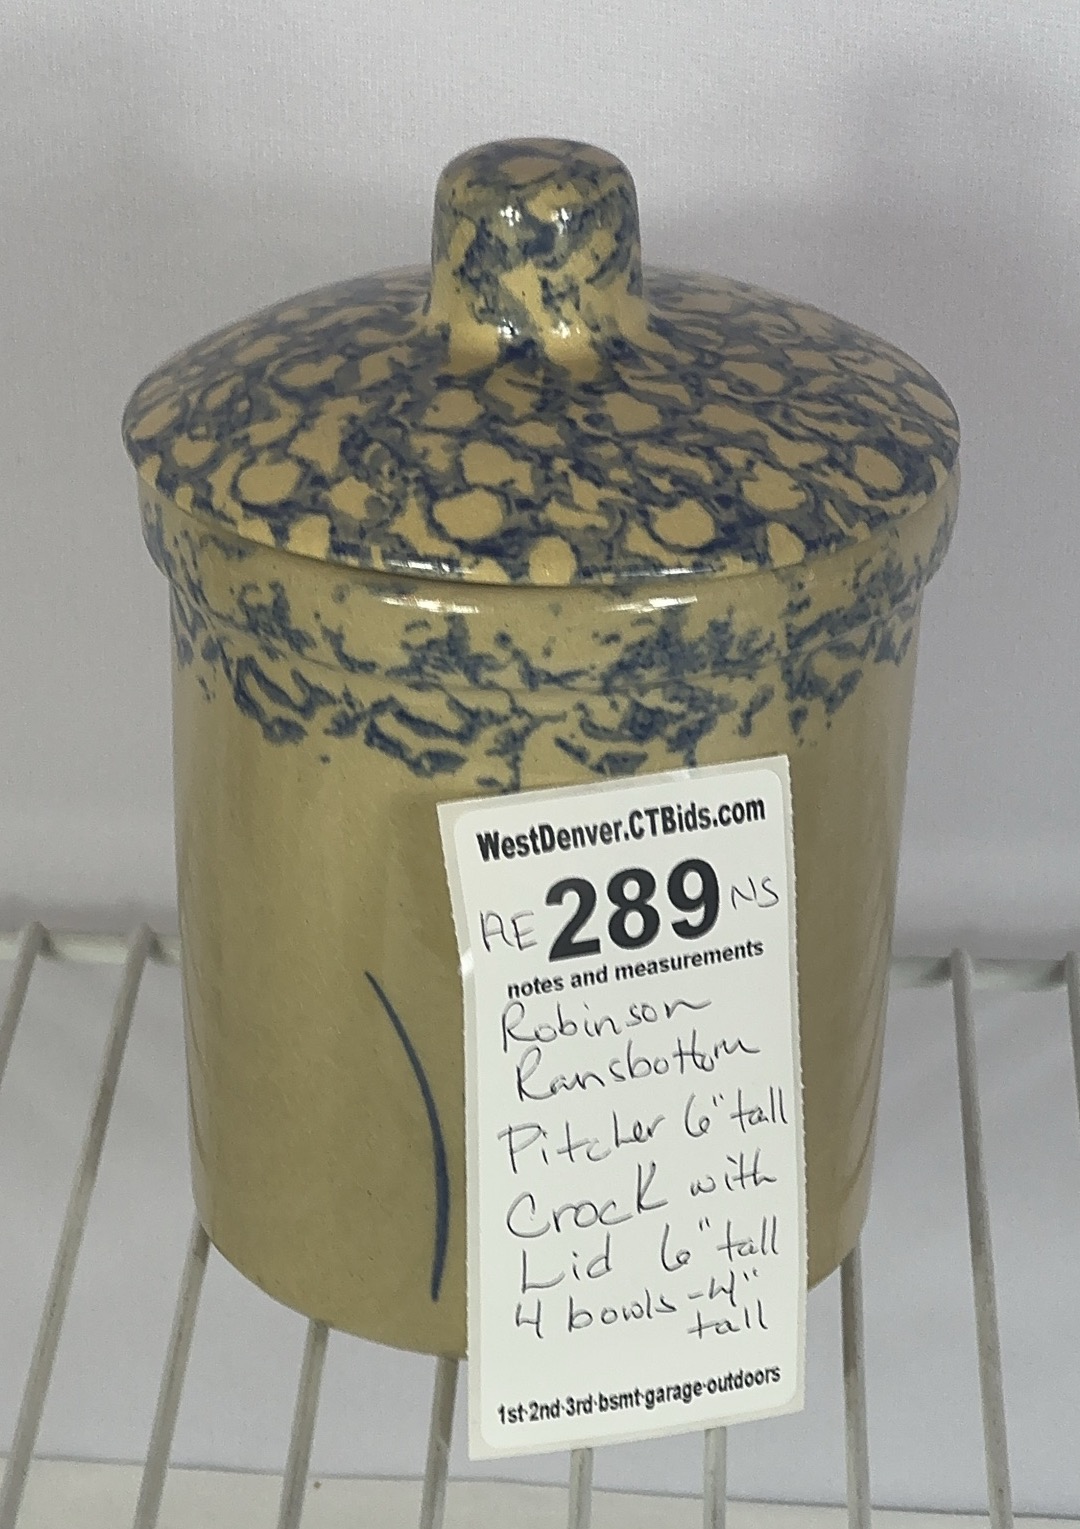 WestDenver.CTBids.com
AE 289 NS
notes and measurements
Robinson
Ransbottom
Pitcher 6" tall
Crock with
Lid 6" tall
4 bowls - 4"
tall
1st·2nd·3rd·bsmt·garage·outdoors